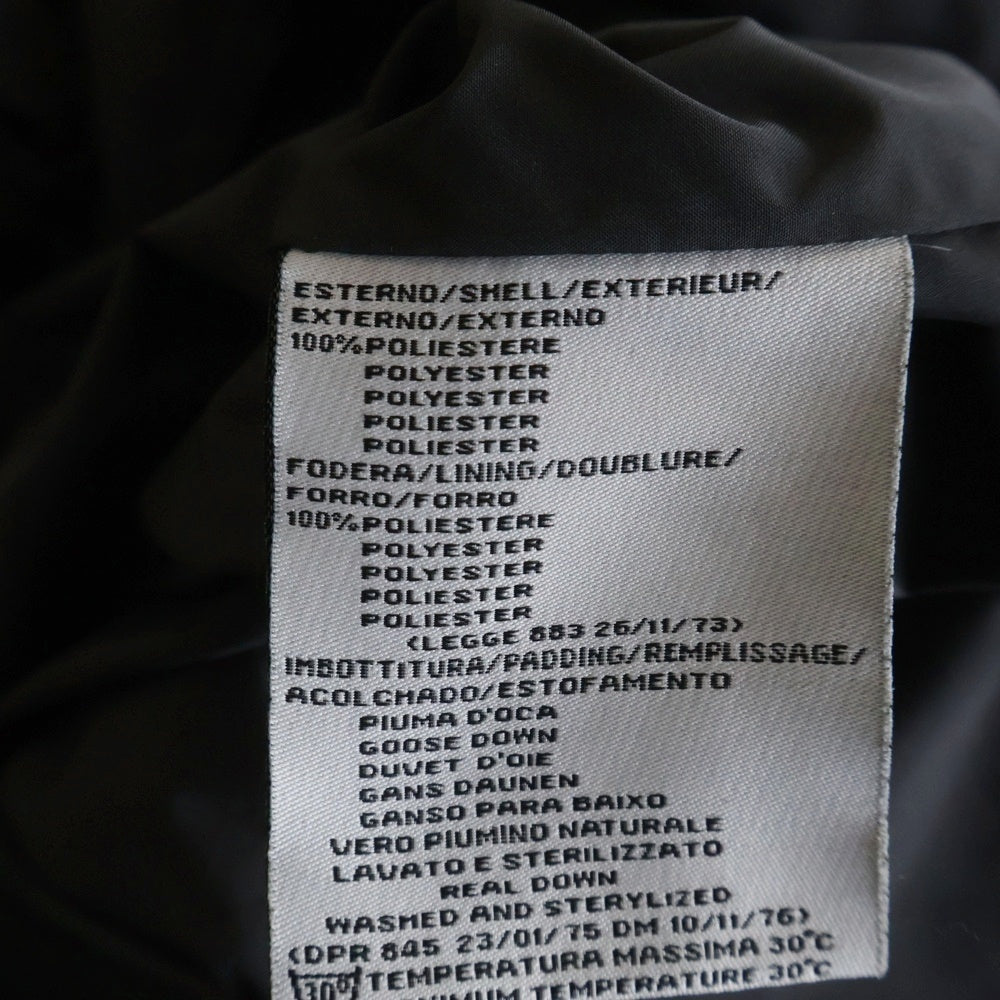 ESTERNO/SHELL/EXTERIEUR/
EXTERNO/EXTERNO
100%POLIESTERE
POLYESTER
POLYESTER
POLIESTER
POLIESTER
FODERA/LINING/DOUBLURE/
FORRO/FORRO
100%POLIESTERE
POLYESTER
POLYESTER
POLIESTER
POLIESTER
(LEGGE 883 26/11/73)
IMBOTTITURA/PADDING/REMPLISSAGE/
ACOLCHADO/ESTOFAMENTO
PIUMA D'OCA
GOOSE DOWN
DUVET D'OIE
GANS DAUNEN
GANSO PARA BAIXO
VERO PIUMINO NATURALE
LAVATO E STERILIZZATO
REAL DOWN
WASHED AND STERYLIZED
(DPR 845 23/01/75 DM 10/11/76)
30° TEMPERATURA MASSIMA 30°C
TEMPERATURE 30°C